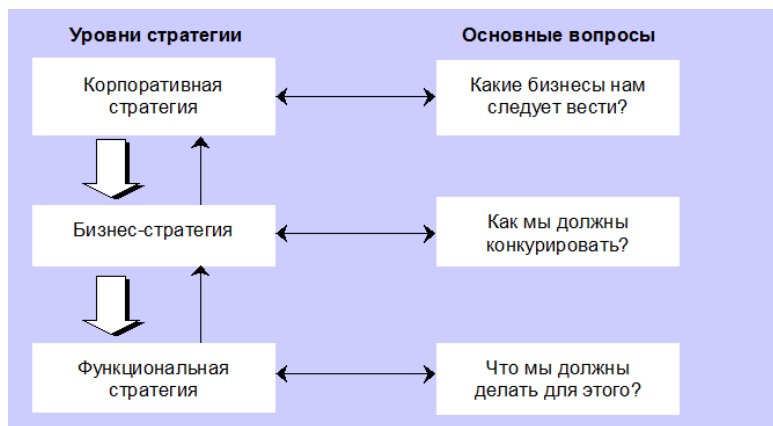 Уровни стратегии
Основные вопросы
Корпоративная
стратегия
Какие бизнесы нам
следует вести?
Бизнес-стратегия
Как мы должны
конкурировать?
Функциональная
стратегия
Что мы должны
делать для этого?